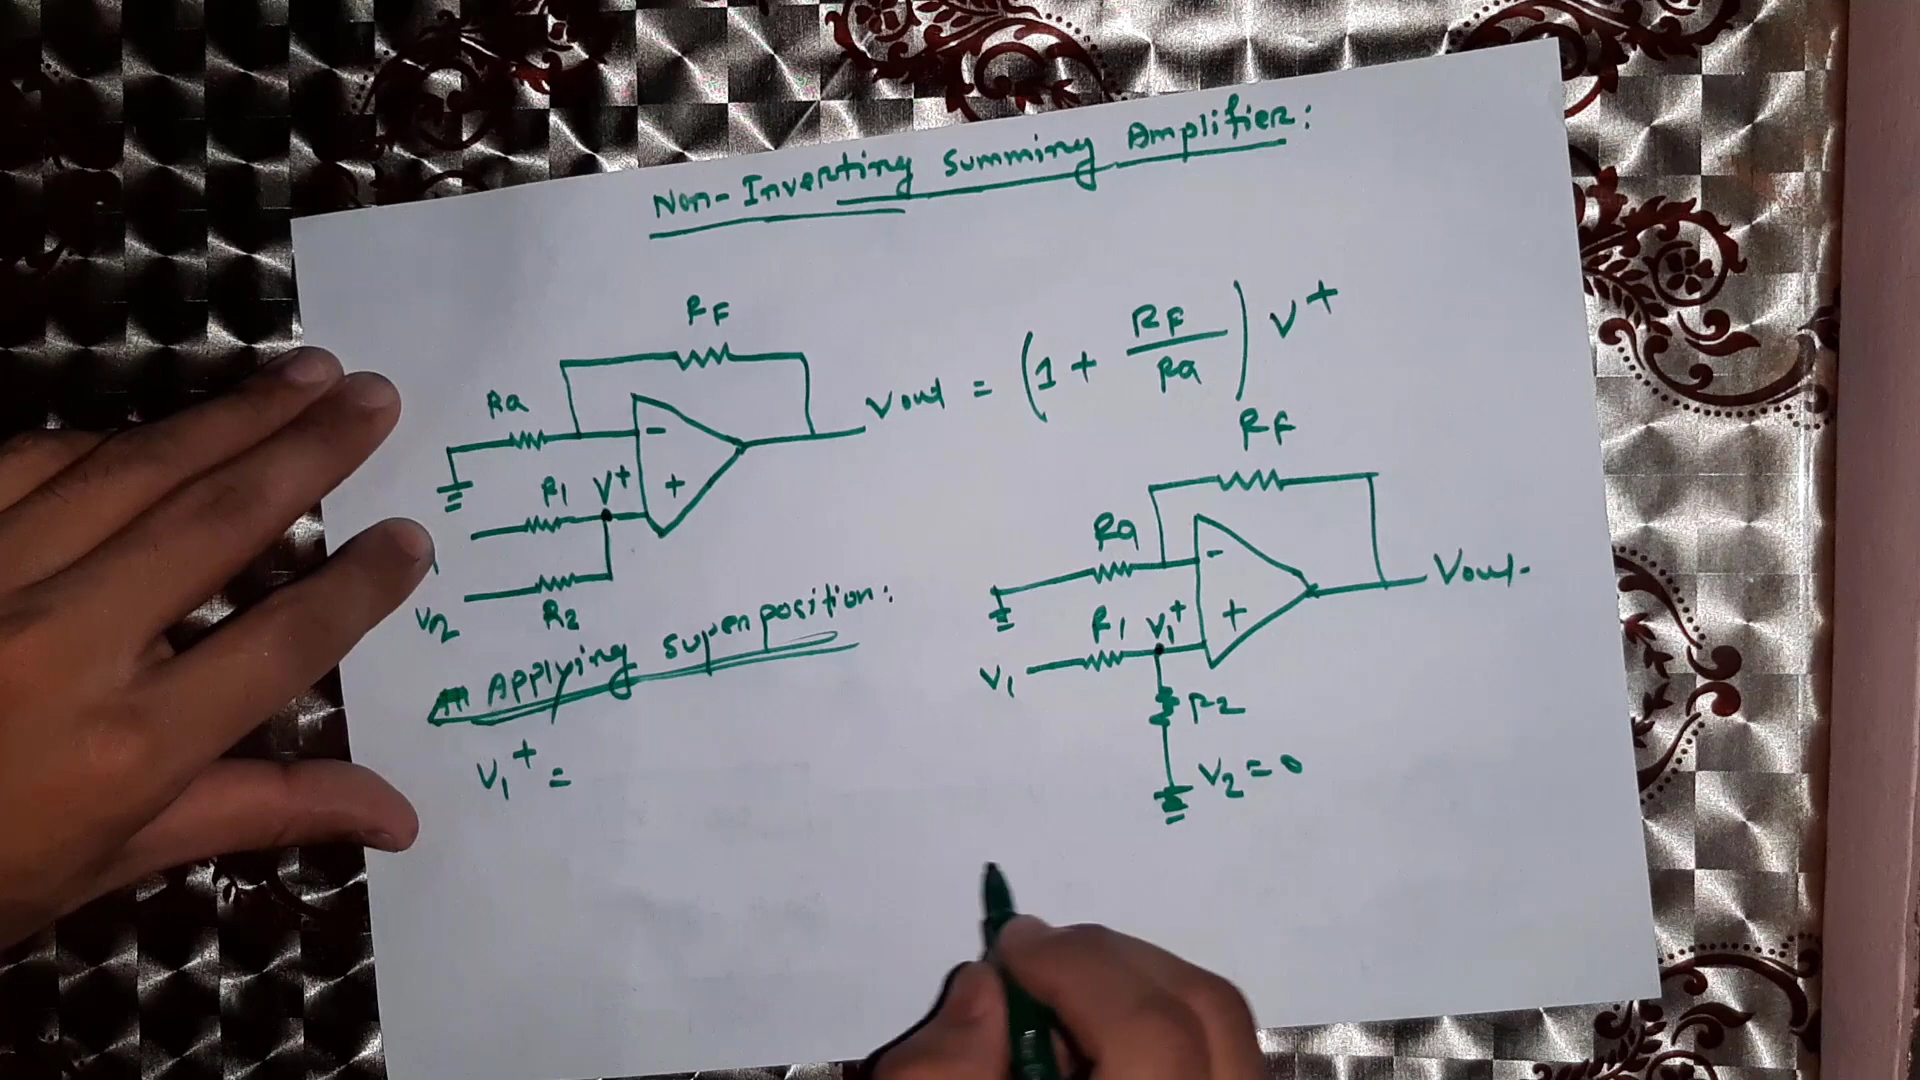 Non-Inverting Summing Amplifier:
RF
Vout = (1 + RF/Ra) V+
Ra
-
R1 V+
+
V2
R2
Applying superposition:
V1+ =
RF
Ra
-
Vout.
R1 V1+
+
V1
R2
V2 = 0